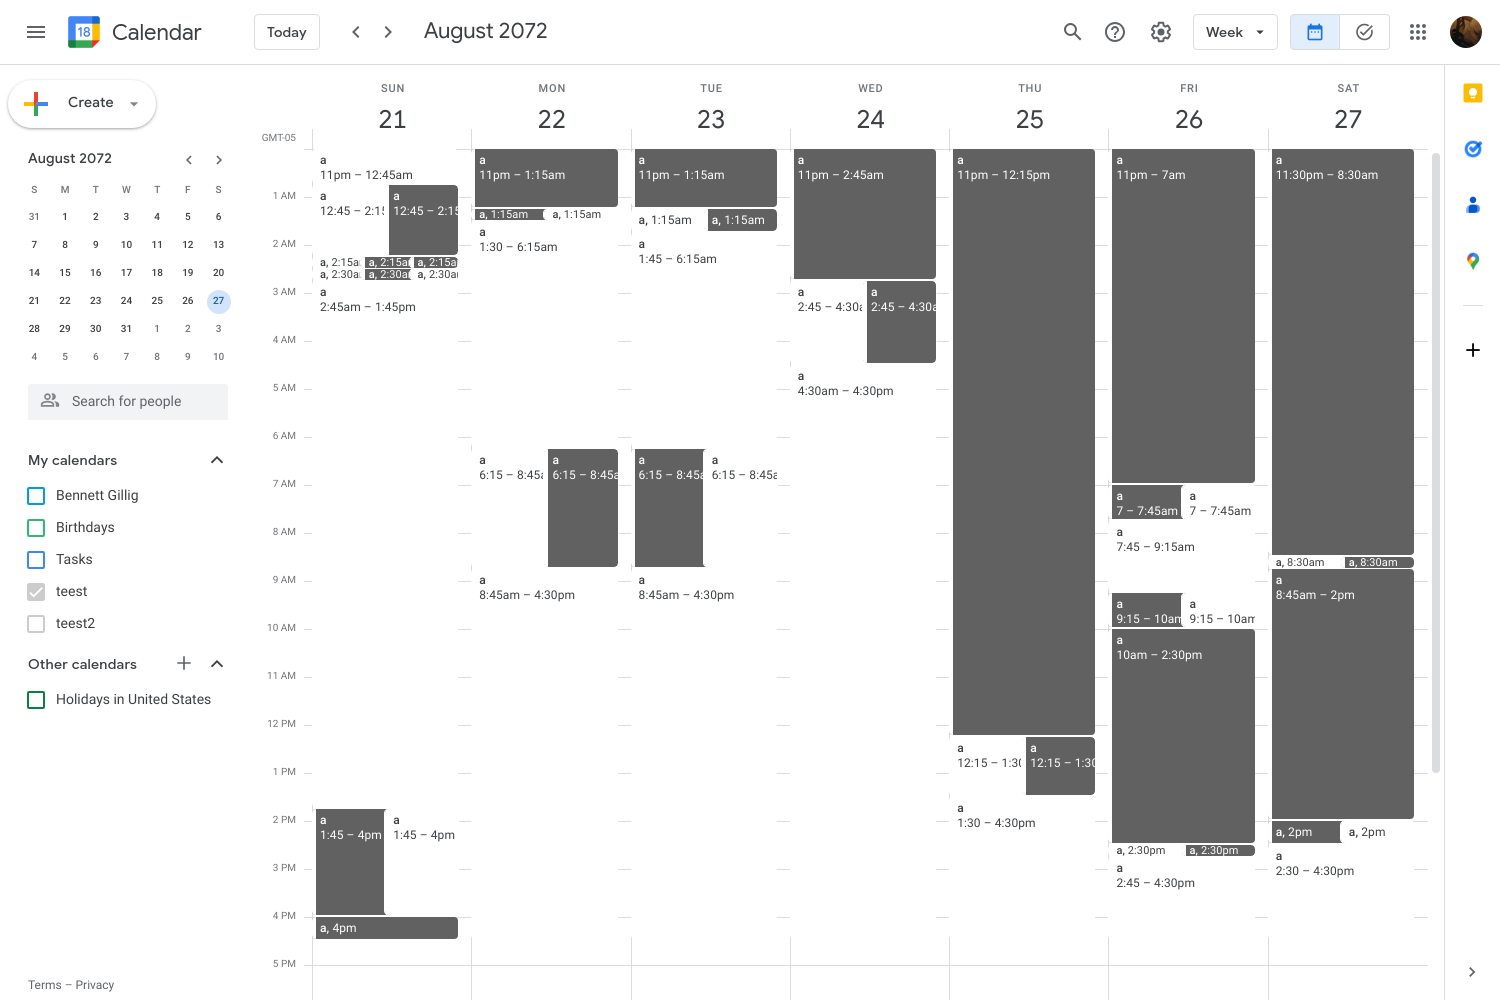 18 Calendar
Today
August 2072
Week
Create
August 2072
S M T W T F S
31 1 2 3 4 5 6
7 8 9 10 11 12 13
14 15 16 17 18 19 20
21 22 23 24 25 26 27
28 29 30 31 1 2 3
4 5 6 7 8 9 10
Search for people
My calendars
Bennett Gillig
Birthdays
Tasks
teest
teest2
Other calendars
Holidays in United States
Terms – Privacy
SUN MON TUE WED THU FRI SAT
21 22 23 24 25 26 27
GMT-05
1 AM
2 AM
3 AM
4 AM
5 AM
6 AM
7 AM
8 AM
9 AM
10 AM
11 AM
12 PM
1 PM
2 PM
3 PM
4 PM
5 PM
a
11pm – 12:45am
a
12:45 – 2:15
a
12:45 – 2:15
a, 2:15a
a, 2:15a
a, 2:15a
a, 2:30a
a, 2:30a
a, 2:30a
a
2:45am – 1:45pm
a
1:45 – 4pm
a
1:45 – 4pm
a, 4pm
a
11pm – 1:15am
a, 1:15am
a, 1:15am
a
1:30 – 6:15am
a
6:15 – 8:45a
a
6:15 – 8:45a
a
8:45am – 4:30pm
a
11pm – 1:15am
a, 1:15am
a, 1:15am
a
1:45 – 6:15am
a
6:15 – 8:45a
a
6:15 – 8:45a
a
8:45am – 4:30pm
a
11pm – 2:45am
a
2:45 – 4:30a
a
2:45 – 4:30a
a
4:30am – 4:30pm
a
11pm – 12:15pm
a
12:15 – 1:30
a
12:15 – 1:30
a
1:30 – 4:30pm
a
11pm – 7am
a
7 – 7:45am
a
7 – 7:45am
a
7:45 – 9:15am
a
9:15 – 10am
a
9:15 – 10am
a
10am – 2:30pm
a, 2:30pm
a, 2:30pm
a
2:45 – 4:30pm
a
11:30pm – 8:30am
a, 8:30am
a, 8:30am
a
8:45am – 2pm
a, 2pm
a, 2pm
a
2:30 – 4:30pm